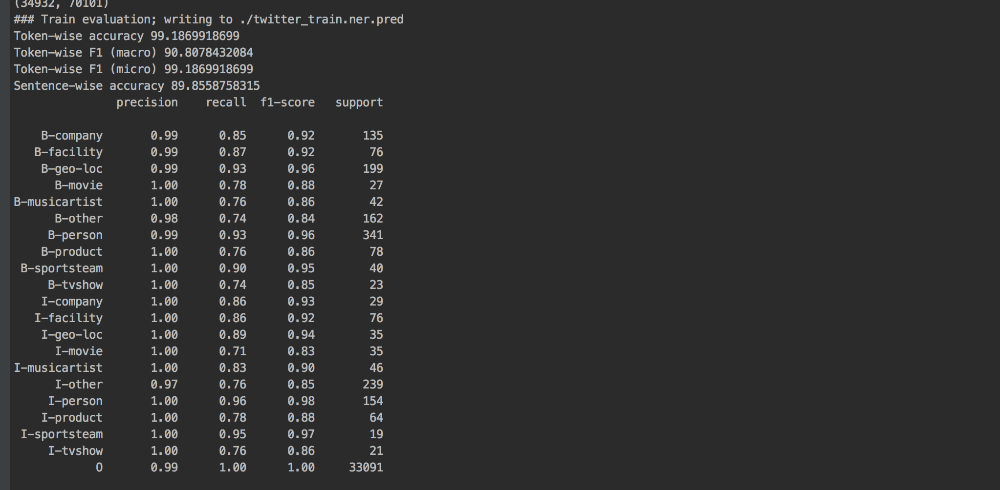 (34932, 70101)
### Train evaluation; writing to ./twitter_train.ner.pred
Token-wise accuracy 99.1869918699
Token-wise F1 (macro) 90.8078432084
Token-wise F1 (micro) 99.1869918699
Sentence-wise accuracy 89.8558758315
precision recall f1-score support
B-company 0.99 0.85 0.92 135
B-facility 0.99 0.87 0.92 76
B-geo-loc 0.99 0.93 0.96 199
B-movie 1.00 0.78 0.88 27
B-musicartist 1.00 0.76 0.86 42
B-other 0.98 0.74 0.84 162
B-person 0.99 0.93 0.96 341
B-product 1.00 0.76 0.86 78
B-sportsteam 1.00 0.90 0.95 40
B-tvshow 1.00 0.74 0.85 23
I-company 1.00 0.86 0.93 29
I-facility 1.00 0.86 0.92 76
I-geo-loc 1.00 0.89 0.94 35
I-movie 1.00 0.71 0.83 35
I-musicartist 1.00 0.83 0.90 46
I-other 0.97 0.76 0.85 239
I-person 1.00 0.96 0.98 154
I-product 1.00 0.78 0.88 64
I-sportsteam 1.00 0.95 0.97 19
I-tvshow 1.00 0.76 0.86 21
O 0.99 1.00 1.00 33091